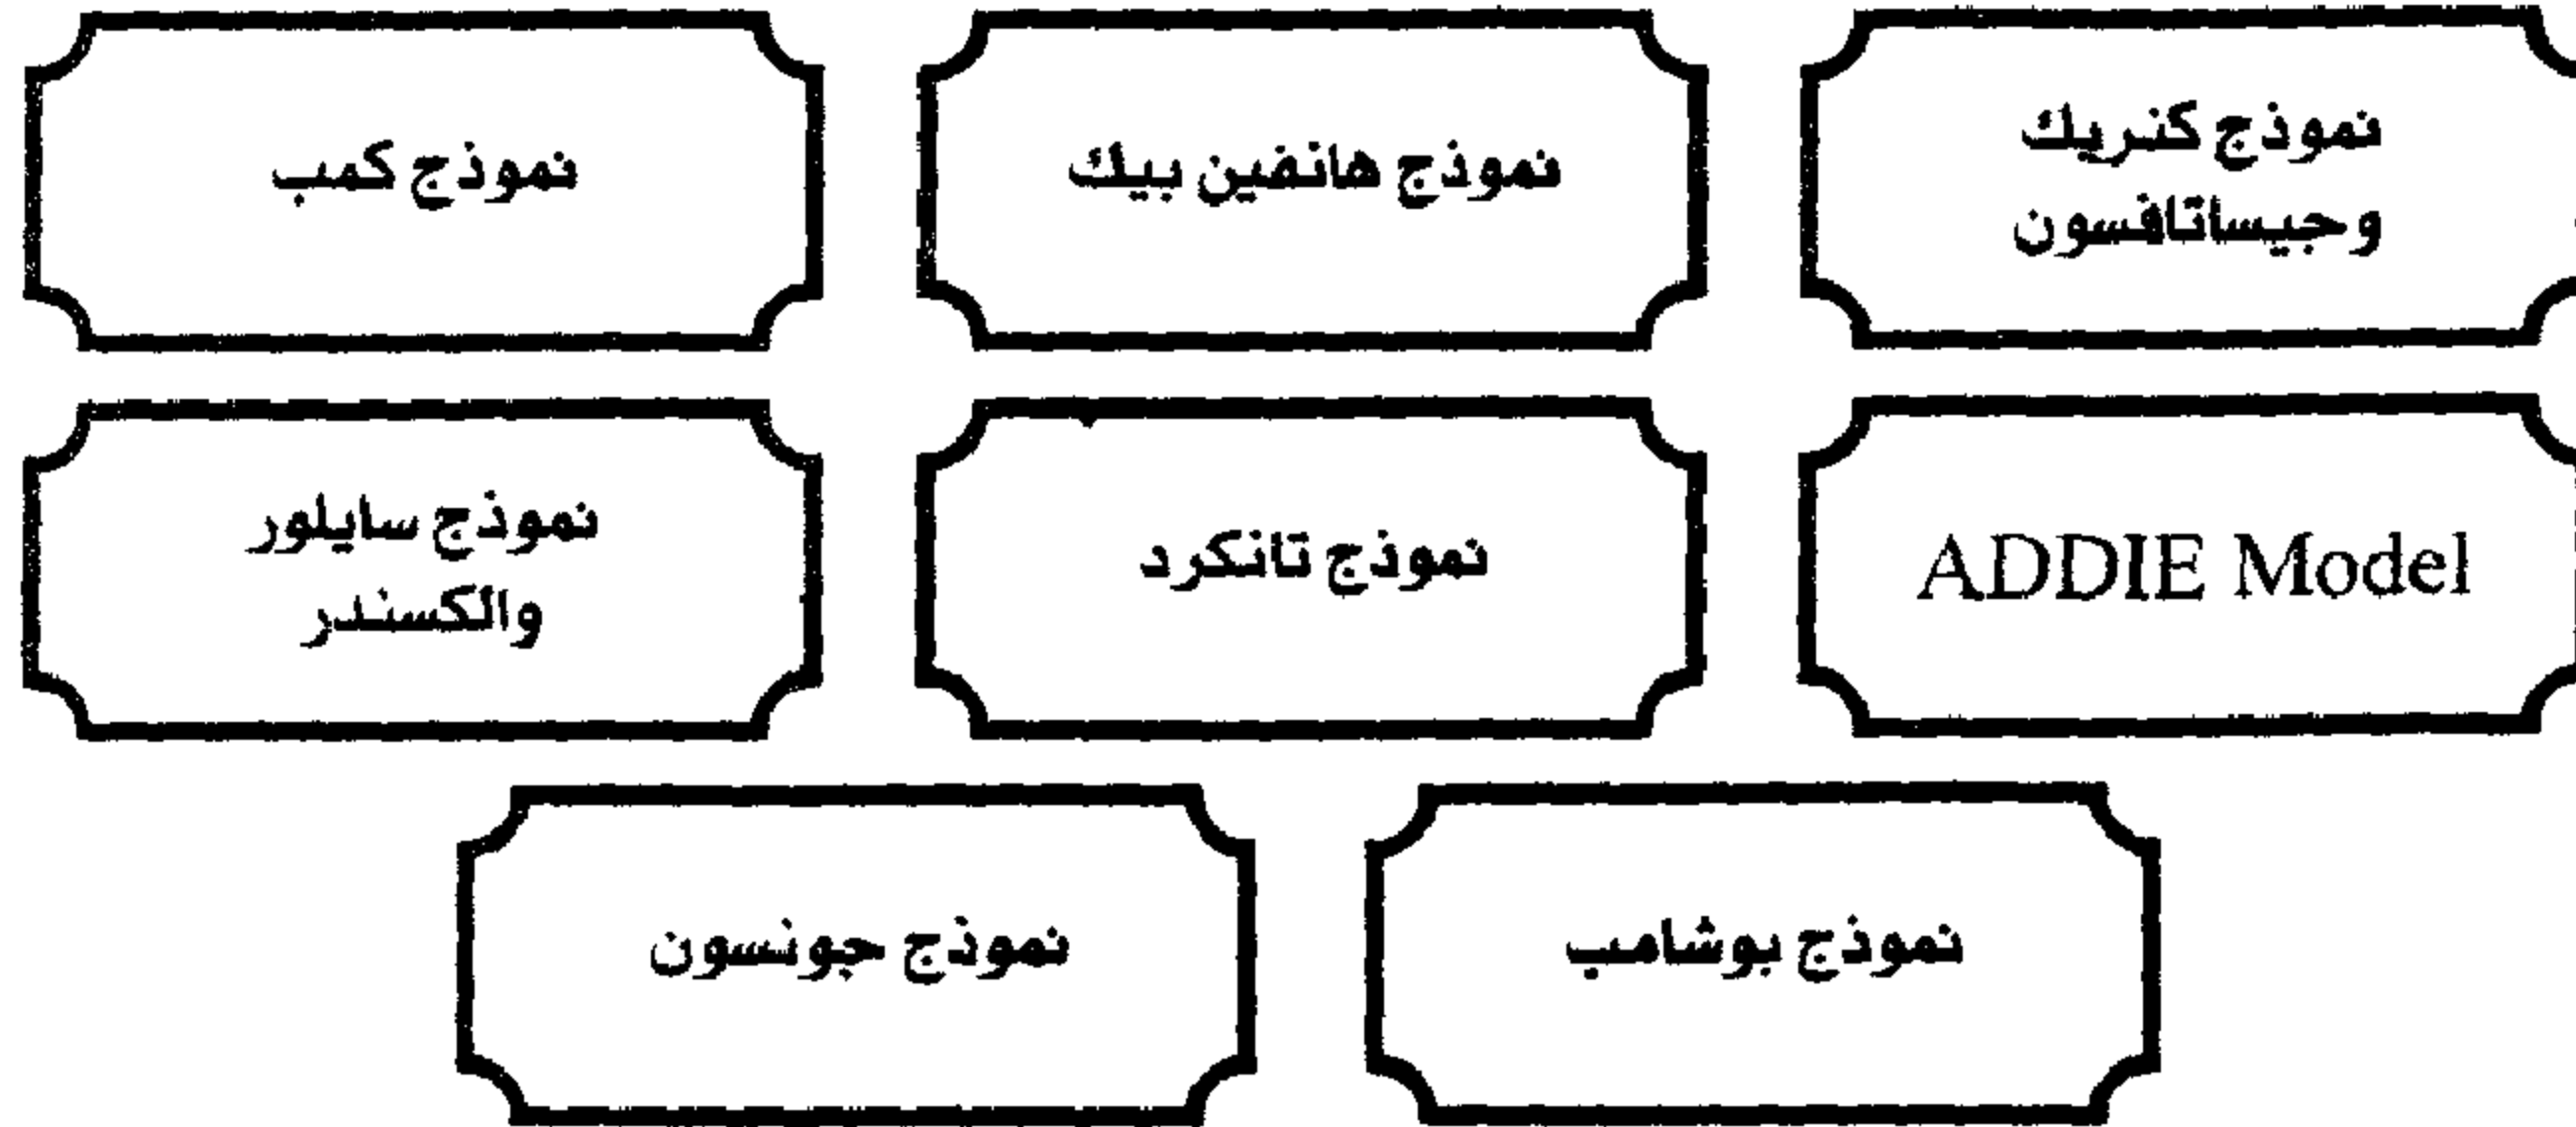 نموذج كنريك
وجيساتافسون
نموذج هانفين بيك
نموذج كمب
ADDIE Model
نموذج تانكرد
نموذج سايلور
والكسندر
نموذج بوشامب
نموذج جونسون